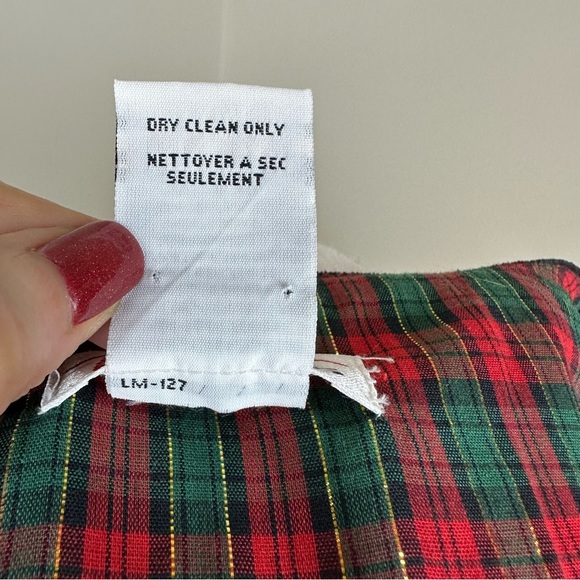 DRY CLEAN ONLY
NETTOYER A SEC
SEULEMENT
LM-127